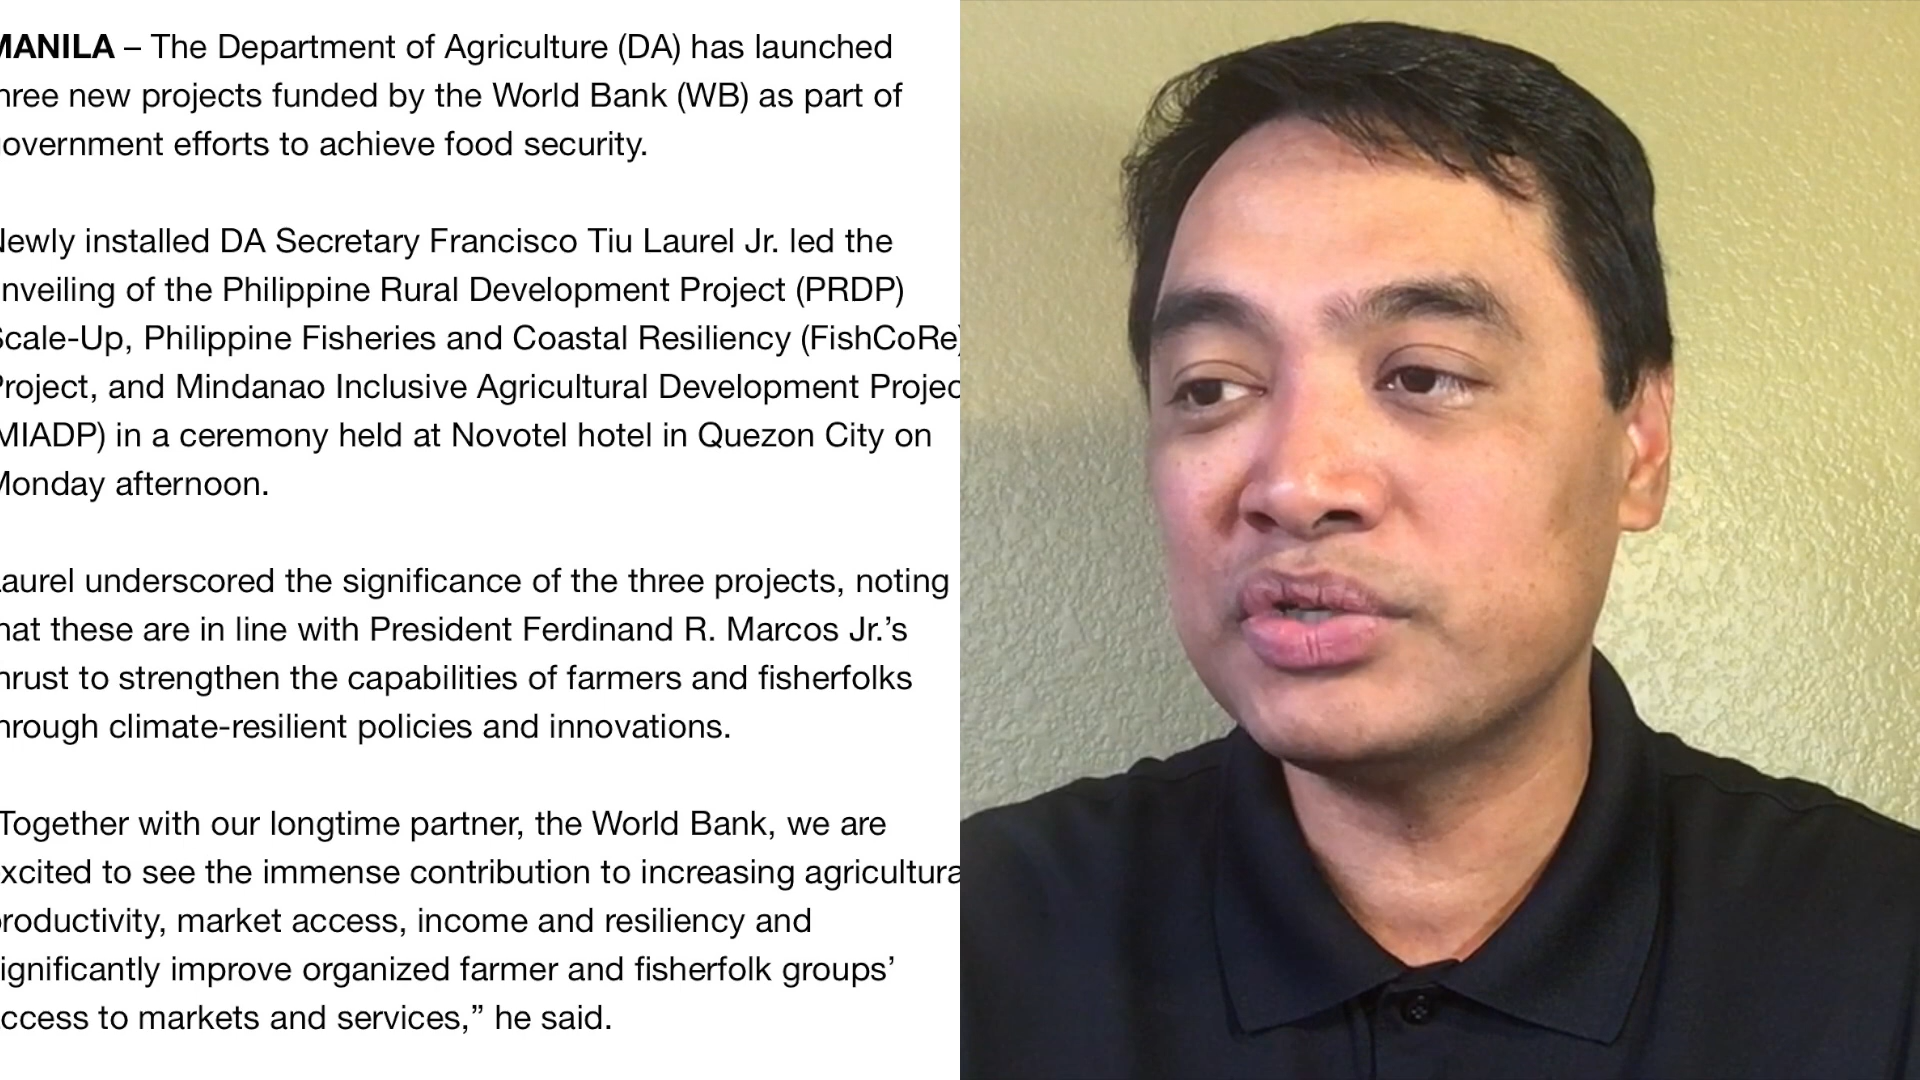 MANILA – The Department of Agriculture (DA) has launched
hree new projects funded by the World Bank (WB) as part of
overnment efforts to achieve food security.
Newly installed DA Secretary Francisco Tiu Laurel Jr. led the
nveiling of the Philippine Rural Development Project (PRDP)
Scale-Up, Philippine Fisheries and Coastal Resiliency (FishCoRe)
Project, and Mindanao Inclusive Agricultural Development Projec
MIADP) in a ceremony held at Novotel hotel in Quezon City on
Monday afternoon.
aurel underscored the significance of the three projects, noting
hat these are in line with President Ferdinand R. Marcos Jr.’s
hrust to strengthen the capabilities of farmers and fisherfolks
hrough climate-resilient policies and innovations.
Together with our longtime partner, the World Bank, we are
xcited to see the immense contribution to increasing agricultura
productivity, market access, income and resiliency and
ignificantly improve organized farmer and fisherfolk groups’
ccess to markets and services,” he said.